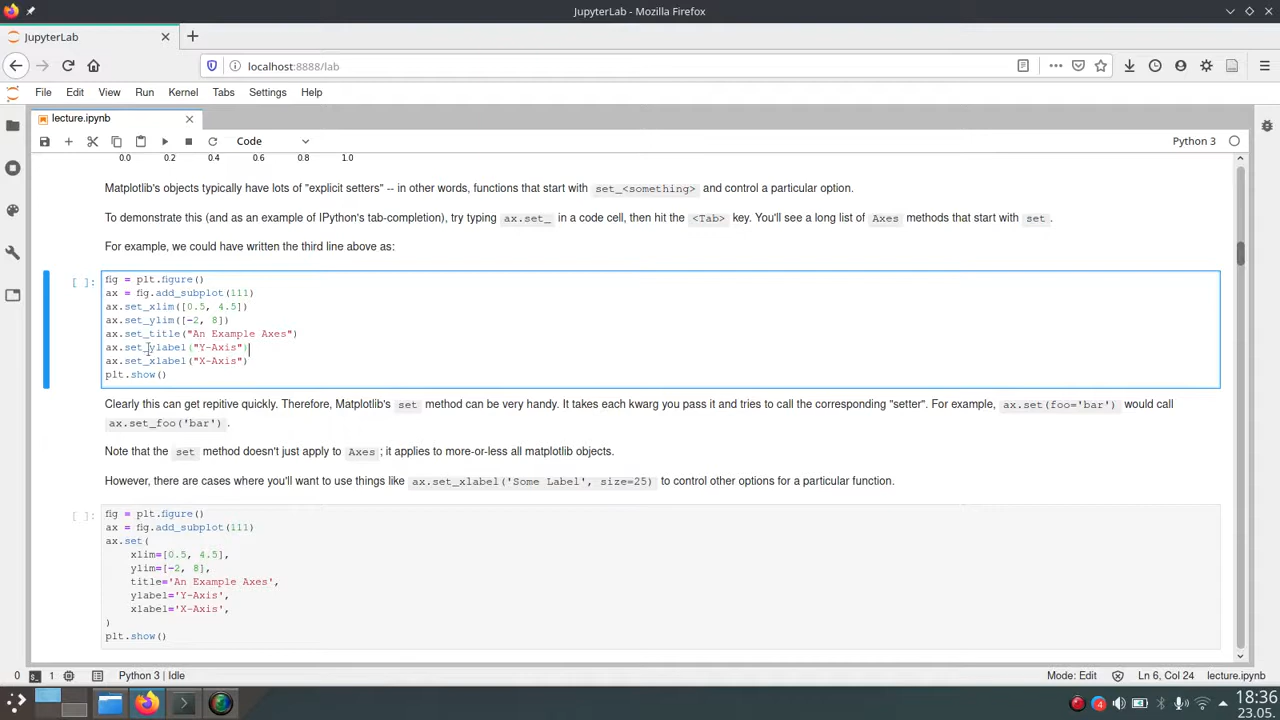 JupyterLab - Mozilla Firefox
JupyterLab
localhost:8888/lab
File Edit View Run Kernel Tabs Settings Help
lecture.ipynb
Code
Python 3
0.0 0.2 0.4 0.6 0.8 1.0
Matplotlib's objects typically have lots of "explicit setters" -- in other words, functions that start with set_<something> and control a particular option.
To demonstrate this (and as an example of IPython's tab-completion), try typing ax.set_ in a code cell, then hit the <Tab> key. You'll see a long list of Axes methods that start with set .
For example, we could have written the third line above as:
[ ]: fig = plt.figure()
ax = fig.add_subplot(111)
ax.set_xlim([0.5, 4.5])
ax.set_ylim([-2, 8])
ax.set_title("An Example Axes")
ax.set_ylabel("Y-Axis")
ax.set_xlabel("X-Axis")
plt.show()
Clearly this can get repitive quickly. Therefore, Matplotlib's set method can be very handy. It takes each kwarg you pass it and tries to call the corresponding "setter". For example, ax.set(foo='bar') would call
ax.set_foo('bar') .
Note that the set method doesn't just apply to Axes ; it applies to more-or-less all matplotlib objects.
However, there are cases where you'll want to use things like ax.set_xlabel('Some Label', size=25) to control other options for a particular function.
[ ]: fig = plt.figure()
ax = fig.add_subplot(111)
ax.set(
xlim=[0.5, 4.5],
ylim=[-2, 8],
title='An Example Axes',
ylabel='Y-Axis',
xlabel='X-Axis',
)
plt.show()
0 1 Python 3 | Idle Mode: Edit Ln 6, Col 24 lecture.ipynb
4
18:36
23.05.